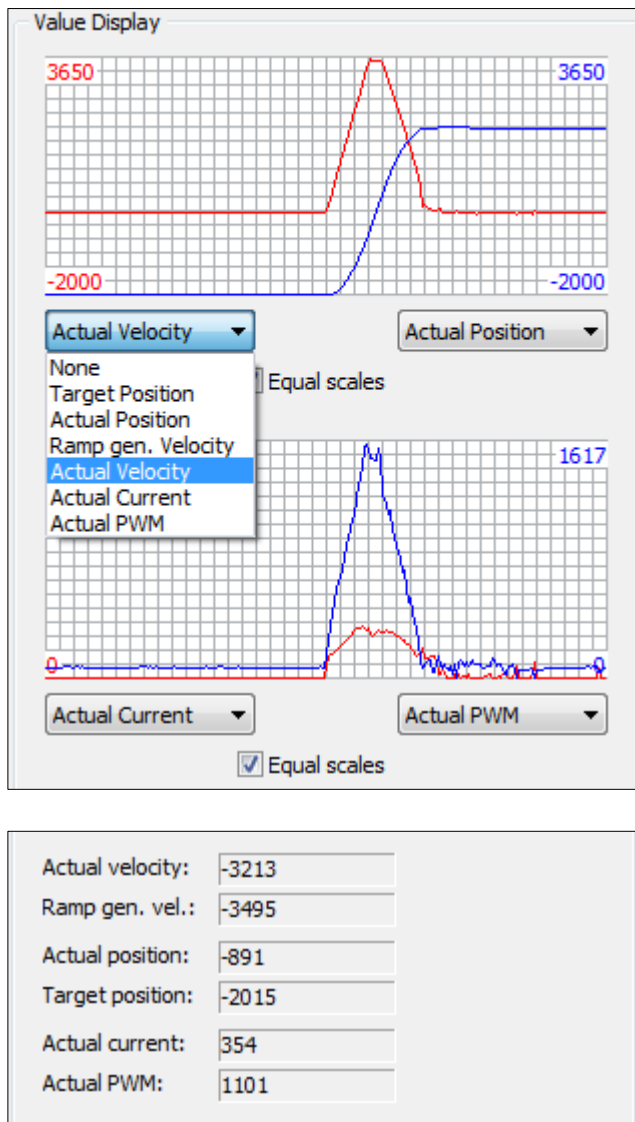 Value Display
3650 3650
-2000 -2000
Actual Velocity Actual Position
None
Equal scales
Target Position
Actual Position
Ramp gen. Velocity
Actual Velocity
1617
Actual Current
Actual PWM
0 0
Actual Current Actual PWM
Equal scales
Actual velocity: -3213
Ramp gen. vel.: -3495
Actual position: -891
Target position: -2015
Actual current: 354
Actual PWM: 1101